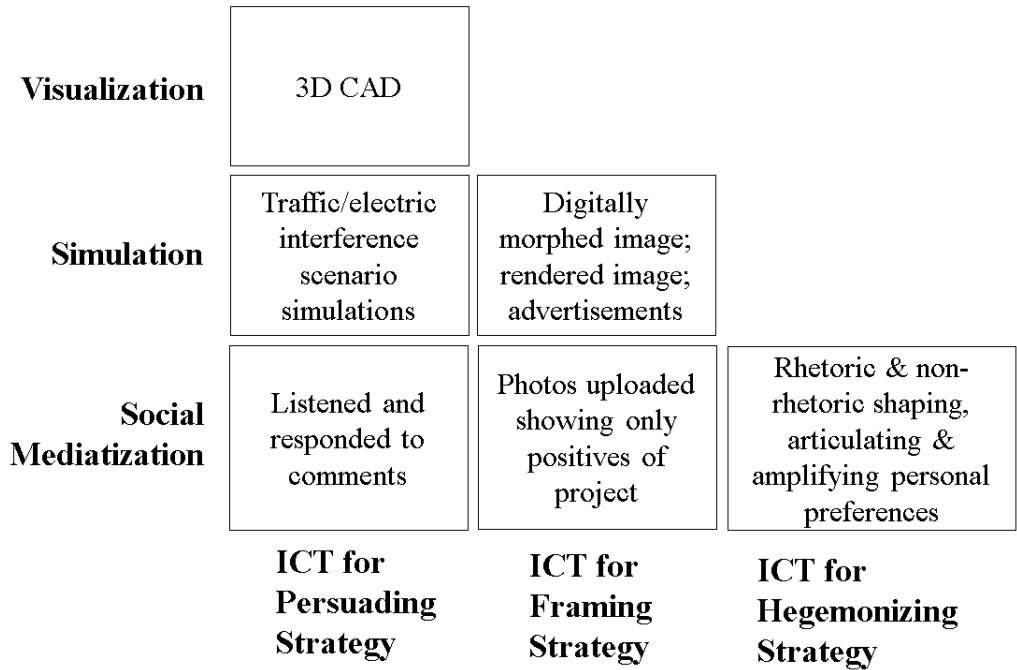 Visualization
3D CAD
Simulation
Traffic/electric
interference
scenario
simulations
Digitally
morphed image;
rendered image;
advertisements
Social
Mediatization
Listened and
responded to
comments
Photos uploaded
showing only
positives of
project
Rhetoric & non-
rhetoric shaping,
articulating &
amplifying personal
preferences
ICT for
Persuading
Strategy
ICT for
Framing
Strategy
ICT for
Hegemonizing
Strategy